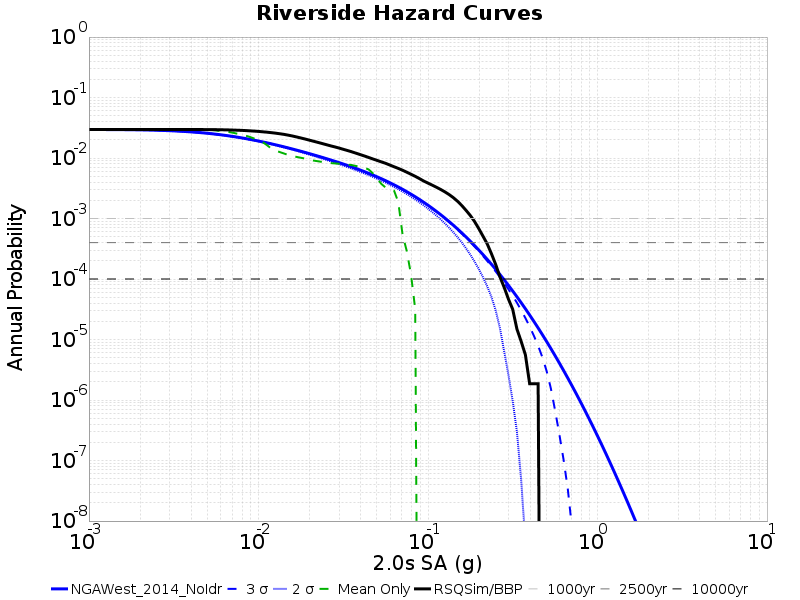 Riverside Hazard Curves
10^0
10^-1
10^-2
10^-3
10^-4
10^-5
10^-6
10^-7
10^-8
Annual Probability
10^-3 10^-2 10^-1 10^0 10^1
2.0s SA (g)
NGAWest_2014_NoIdr 3 σ 2 σ Mean Only RSQSim/BBP 1000yr 2500yr 10000yr